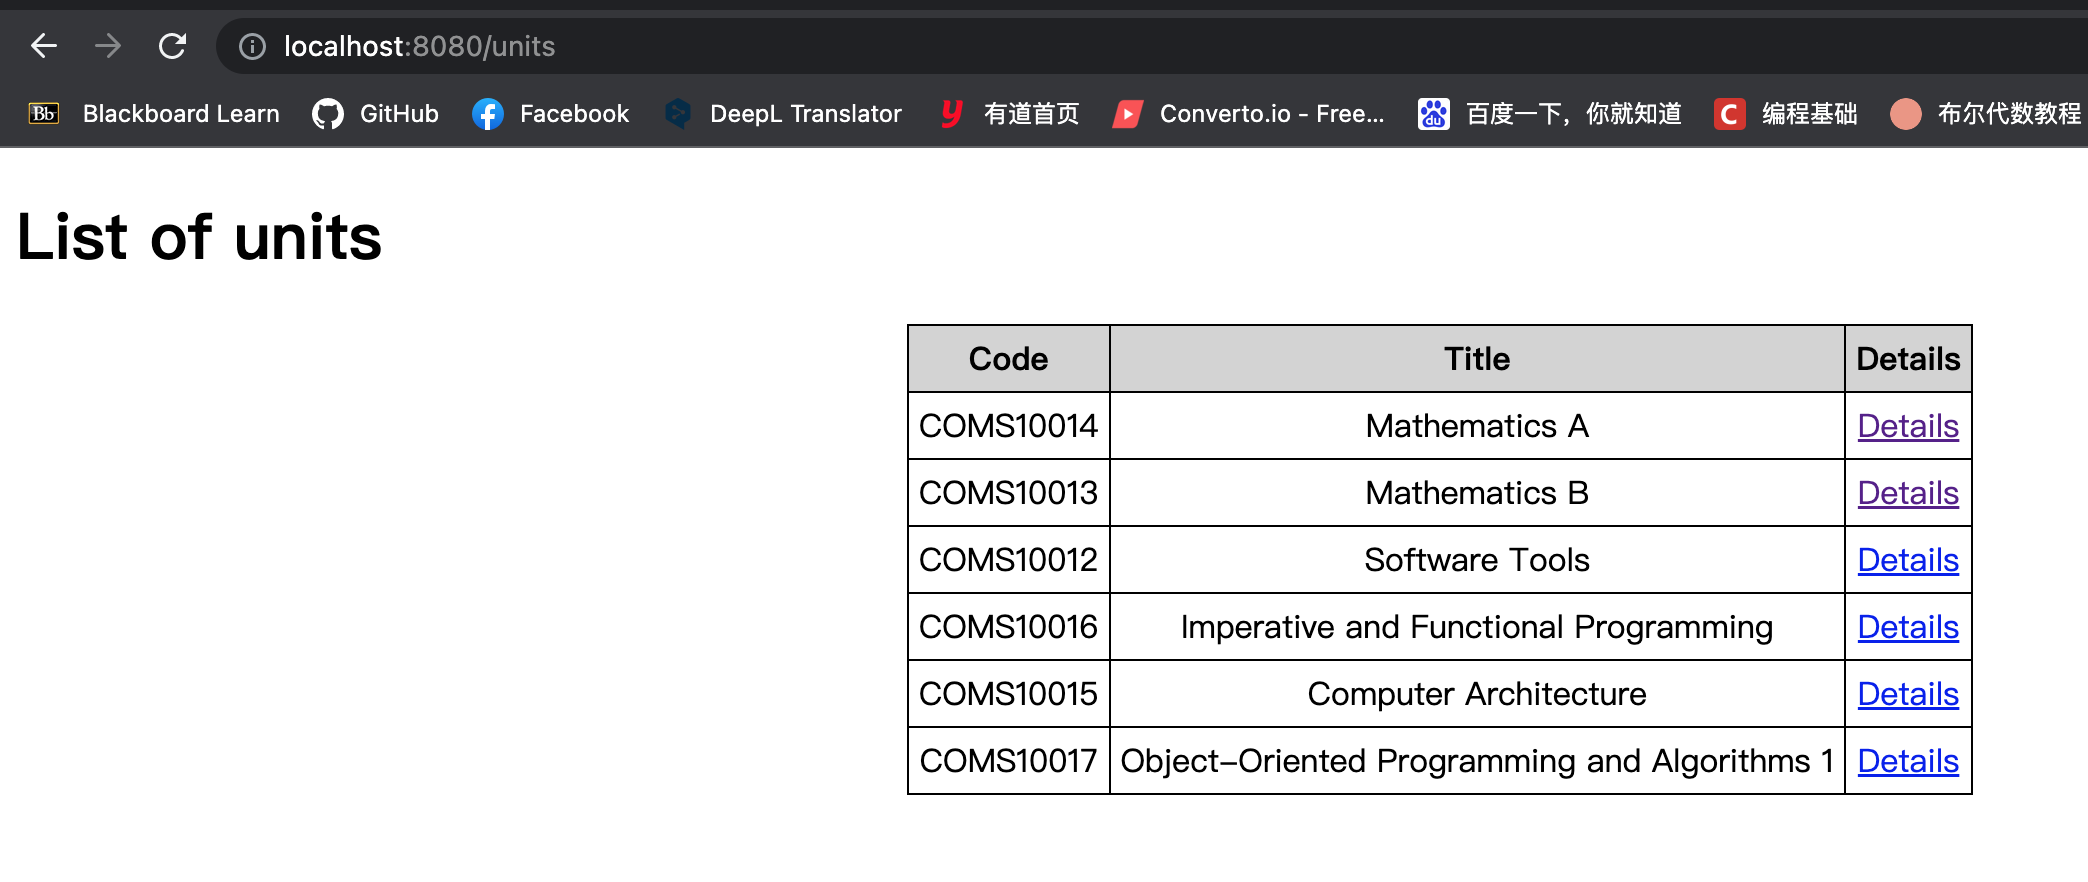 localhost:8080/units
Bb Blackboard Learn GitHub Facebook DeepL Translator 有道首页 Converto.io - Free... du 百度一下，你就知道 C 编程基础 布尔代数教程
List of units
Code Title Details
COMS10014 Mathematics A Details
COMS10013 Mathematics B Details
COMS10012 Software Tools Details
COMS10016 Imperative and Functional Programming Details
COMS10015 Computer Architecture Details
COMS10017 Object-Oriented Programming and Algorithms 1 Details